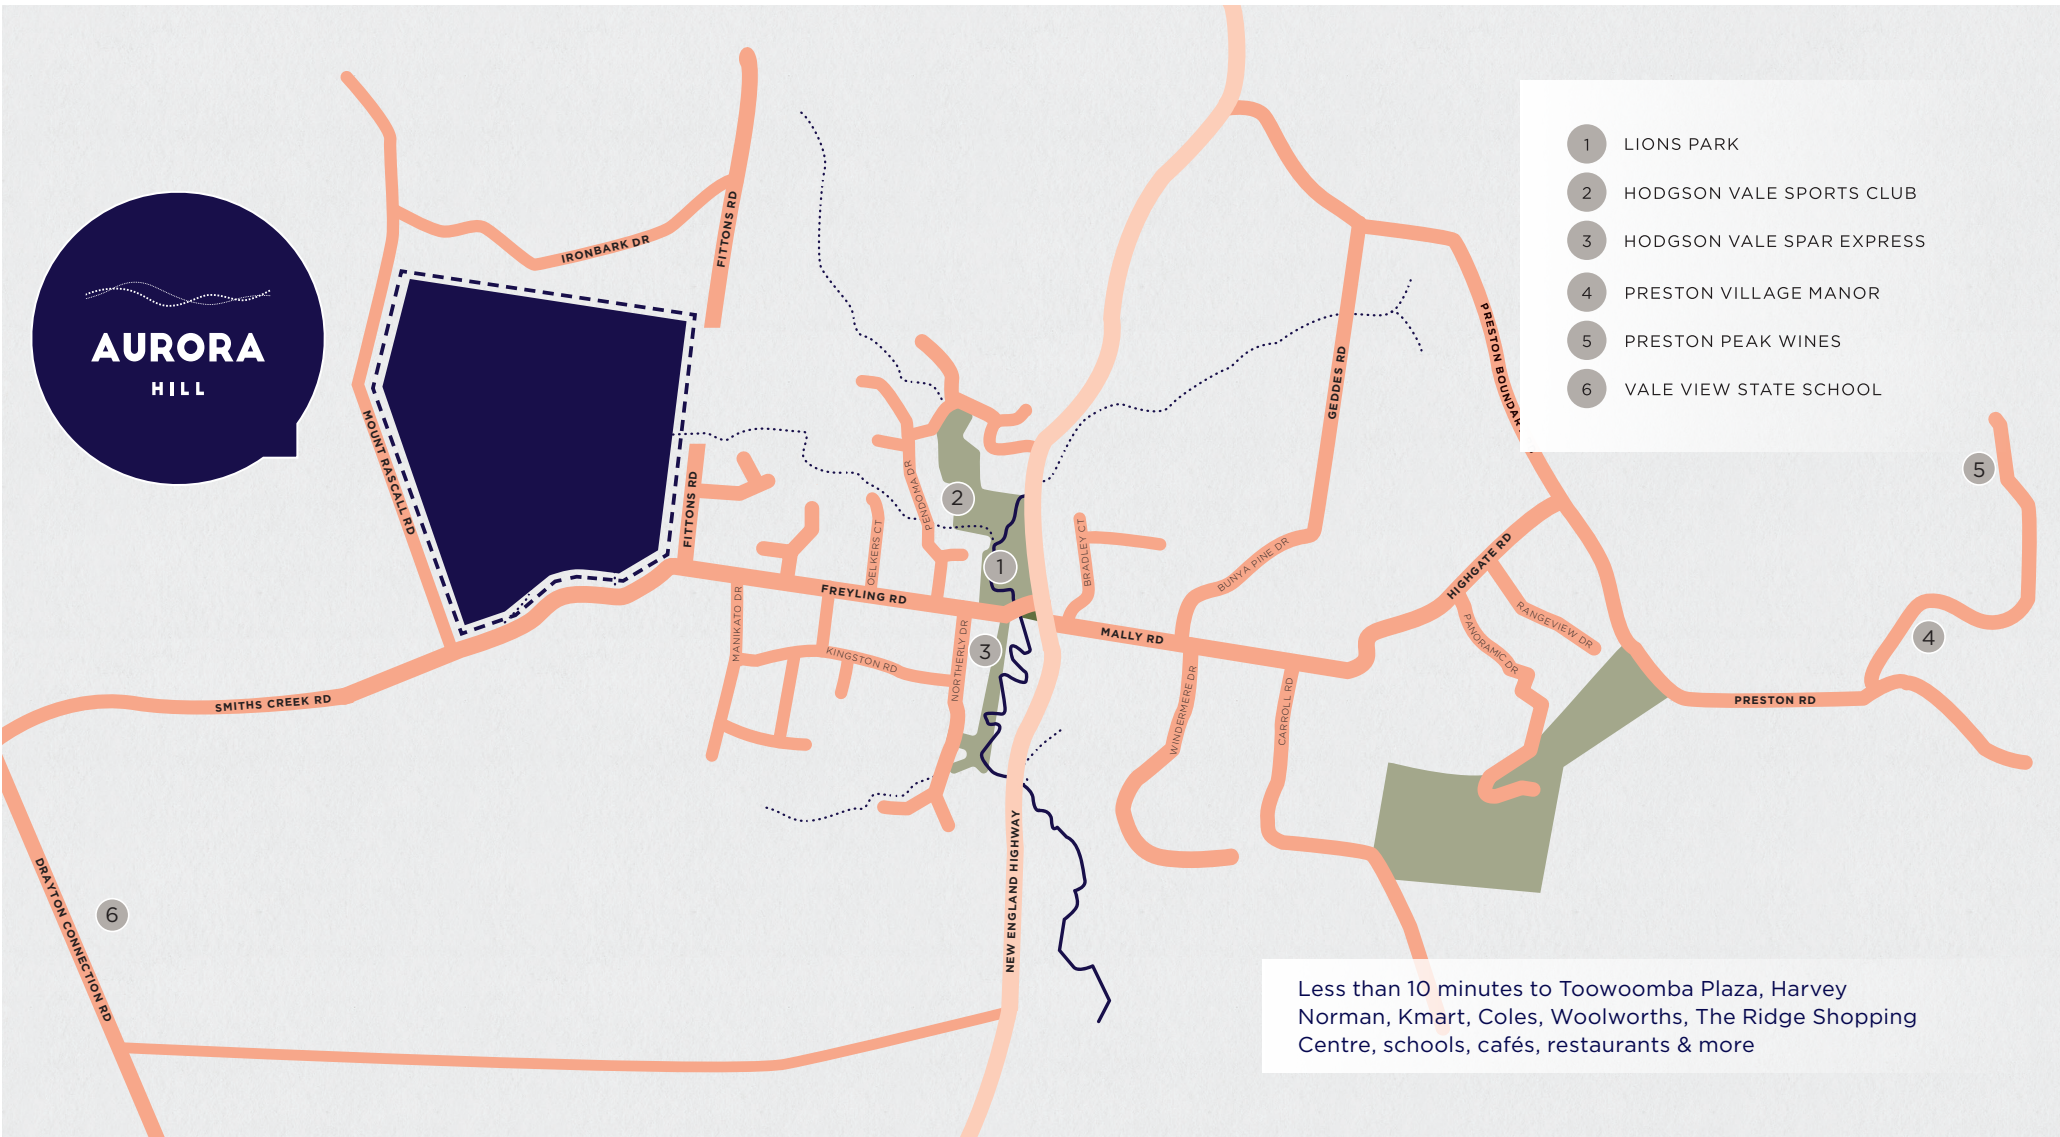 AURORA
HILL
1 LIONS PARK
2 HODGSON VALE SPORTS CLUB
3 HODGSON VALE SPAR EXPRESS
4 PRESTON VILLAGE MANOR
5 PRESTON PEAK WINES
6 VALE VIEW STATE SCHOOL
IRONBARK DR
FITTONS RD
MOUNT RASCALL RD
FITTONS RD
PENDOMA DR
OELKERS CT
2
1
3
BRADLEY CT
GEDDES RD
BUNYA PINE DR
PRESTON BOUNDAR
HIGHGATE RD
RANGEVIEW DR
PANORAMIC DR
5
4
MANIKATO DR
FREYLING RD
KINGSTON RD
NORTHERLY DR
MALLY RD
WINDERMERE DR
CARROLL RD
PRESTON RD
SMITHS CREEK RD
DRAYTON CONNECTION RD
6
NEW ENGLAND HIGHWAY
Less than 10 minutes to Toowoomba Plaza, Harvey
Norman, Kmart, Coles, Woolworths, The Ridge Shopping
Centre, schools, cafés, restaurants & more